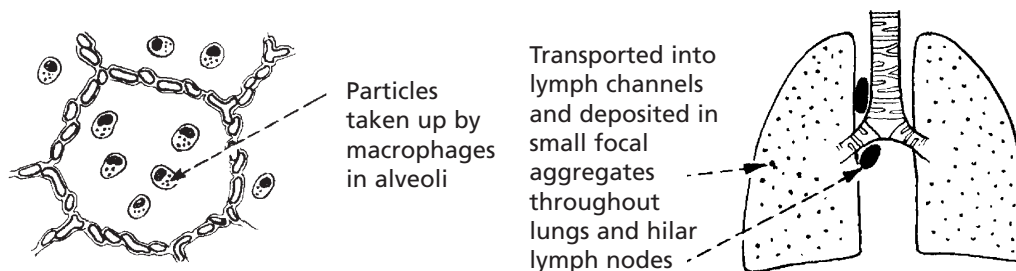 Particles
taken up by
macrophages
in alveoli
Transported into
lymph channels
and deposited in
small focal
aggregates
throughout
lungs and hilar
lymph nodes